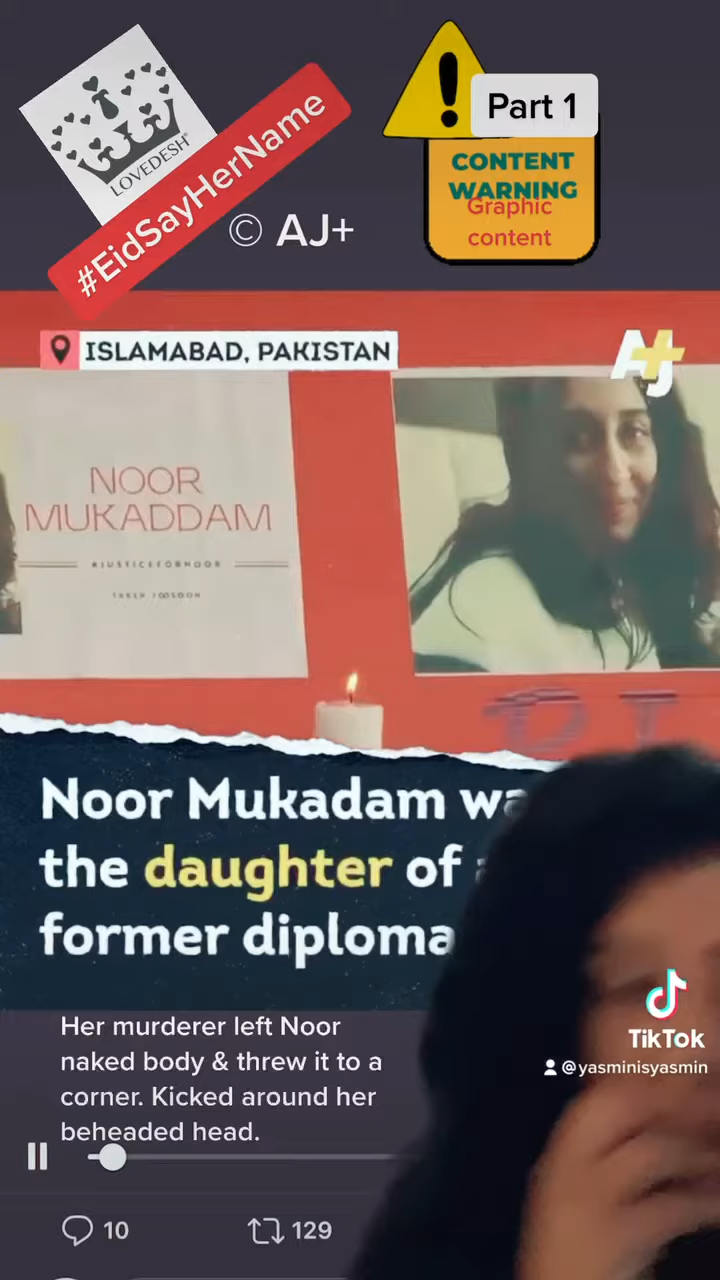 LOVEDESH
#EidSayHerName
© AJ+
Part 1
CONTENT
WARNING
Graphic
content
ISLAMABAD, PAKISTAN
AJ+
NOOR
MUKADDAM
#JUSTICEFORNOOR
Noor Mukadam wa
the daughter of
former diploma
Her murderer left Noor
naked body & threw it to a
corner. Kicked around her
beheaded head.
TikTok
@yasminisyasmin
10
129